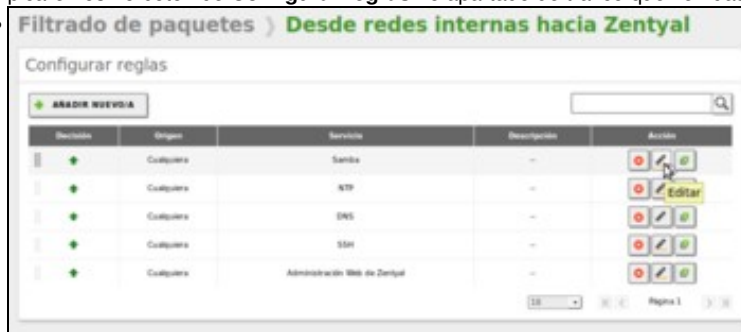 Filtrado de paquetes ❭ Desde redes internas hacia Zentyal
Configurar reglas
+ AÑADIR NUEVO/A
Decisión Origen Servicio Descripción Acción
Cualquiera Samba --
Cualquiera NTP -- Editar
Cualquiera DNS --
Cualquiera SSH --
Cualquiera Administración Web de Zentyal --
10 Página 1